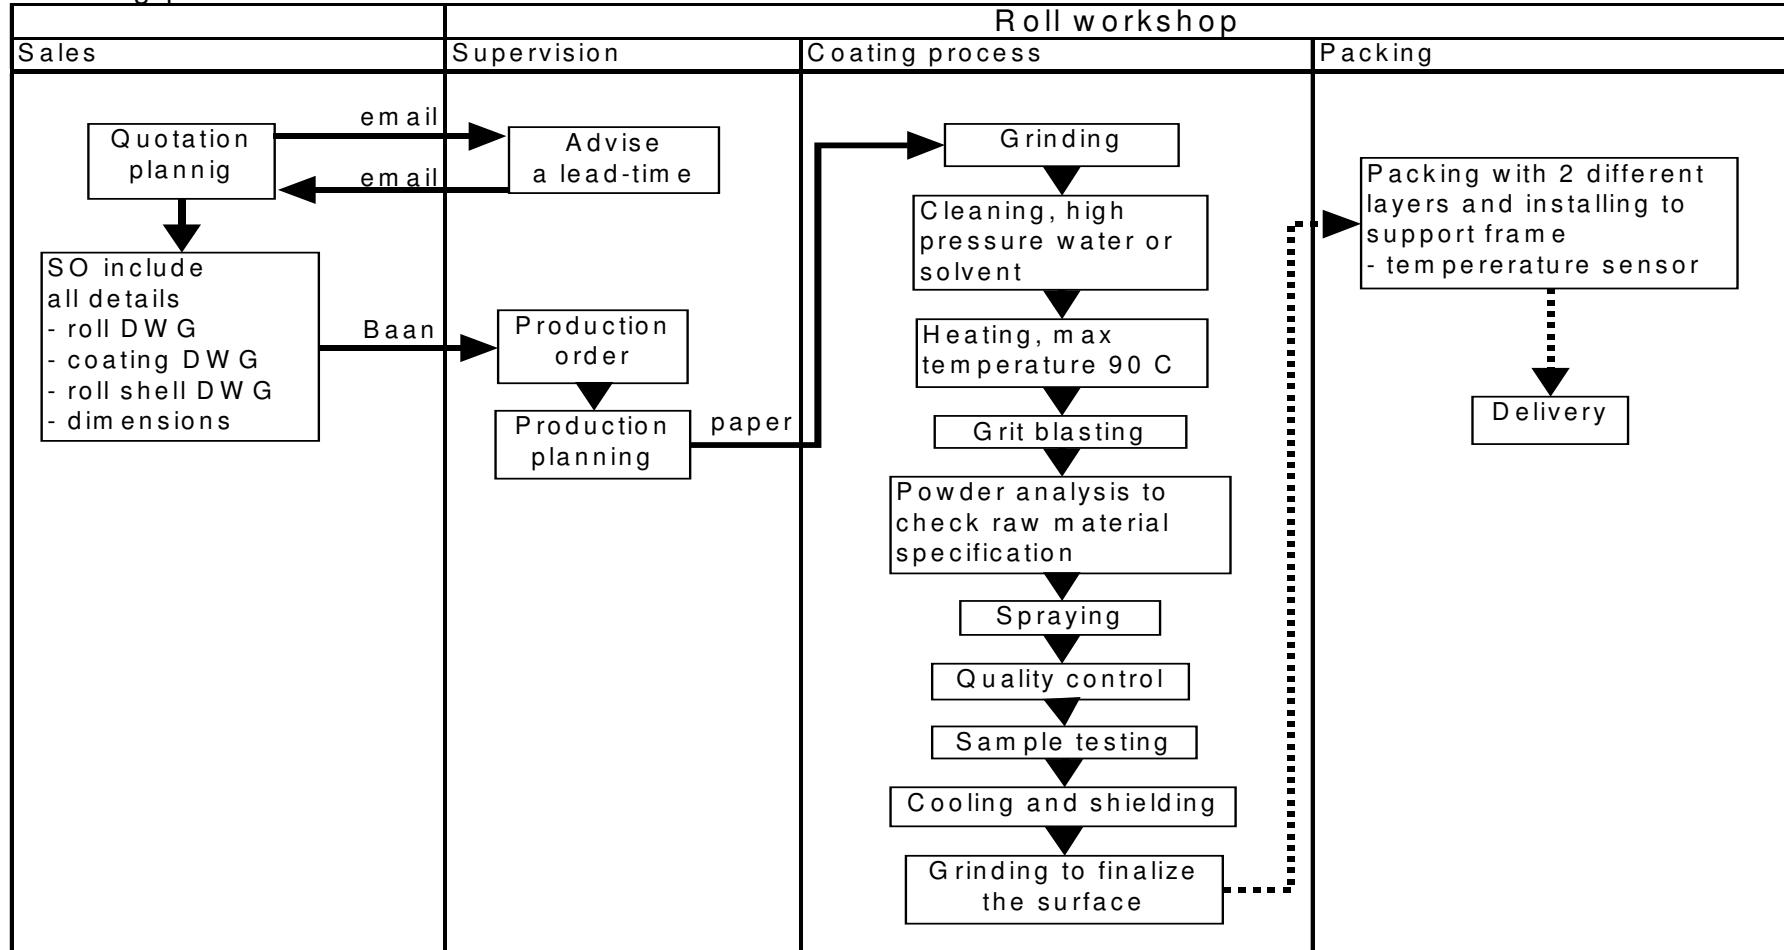 Roll workshop
Sales
Supervision
Coating process
Packing
Quotation
plannig
email
email
Advise
a lead-time
SO include
all details
- roll DWG
- coating DWG
- roll shell DWG
- dimensions
Baan
Production
order
Production
planning
paper
Grinding
Cleaning, high
pressure water or
solvent
Heating, max
temperature 90 C
Grit blasting
Powder analysis to
check raw material
specification
Spraying
Quality control
Sample testing
Cooling and shielding
Grinding to finalize
the surface
Packing with 2 different
layers and installing to
support frame
- tempererature sensor
Delivery